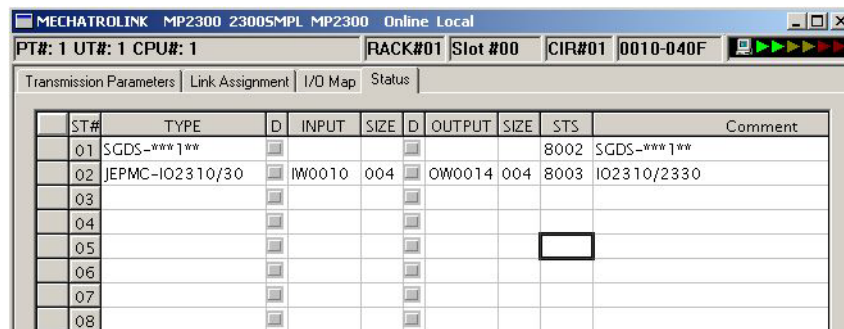 MECHATROLINK MP2300 2300SMPL MP2300 Online Local
PT#: 1 UT#: 1 CPU#: 1 RACK#01 Slot #00 CIR#01 0010-040F
Transmission Parameters Link Assignment I/O Map Status
ST# TYPE D INPUT SIZE D OUTPUT SIZE STS Comment
01 SGDS-***1** 8002 SGDS-***1**
02 JEPMC-IO2310/30 IW0010 004 OW0014 004 8003 IO2310/2330
03
04
05
06
07
08